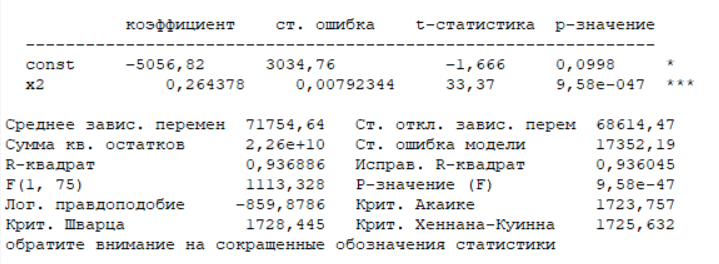 коэффициент ст. ошибка t-статистика p-значение
---------------------------------------------------------------
const -5056,82 3034,76 -1,666 0,0998 *
x2 0,264378 0,00792344 33,37 9,58e-047 ***
Среднее завис. перемен 71754,64 Ст. откл. завис. перем 68614,47
Сумма кв. остатков 2,26e+10 Ст. ошибка модели 17352,19
R-квадрат 0,936886 Исправ. R-квадрат 0,936045
F(1, 75) 1113,328 P-значение (F) 9,58e-47
Лог. правдоподобие -859,8786 Крит. Акаике 1723,757
Крит. Шварца 1728,445 Крит. Хеннана-Куинна 1725,632
обратите внимание на сокращенные обозначения статистики